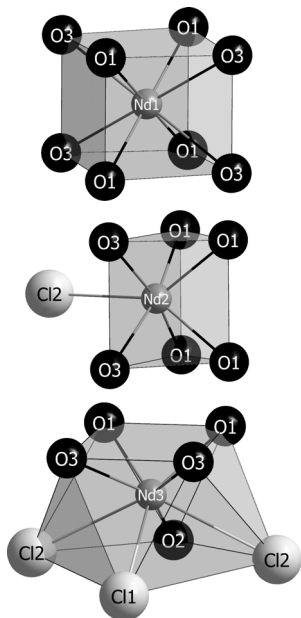 O3 O1
O1 O3
Nd1
O3 O1
O1 O3
O1
O3 O1
Cl2 Nd2
O3 O1 O1
O1 O1
O3 O3
Nd3
O2
Cl2 Cl2
Cl1